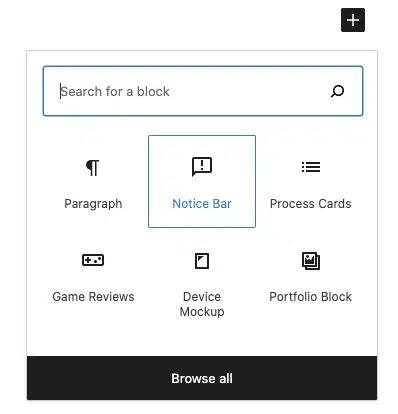 Search for a block
Paragraph
Notice Bar
Process Cards
Game Reviews
Device
Mockup
Portfolio Block
Browse all